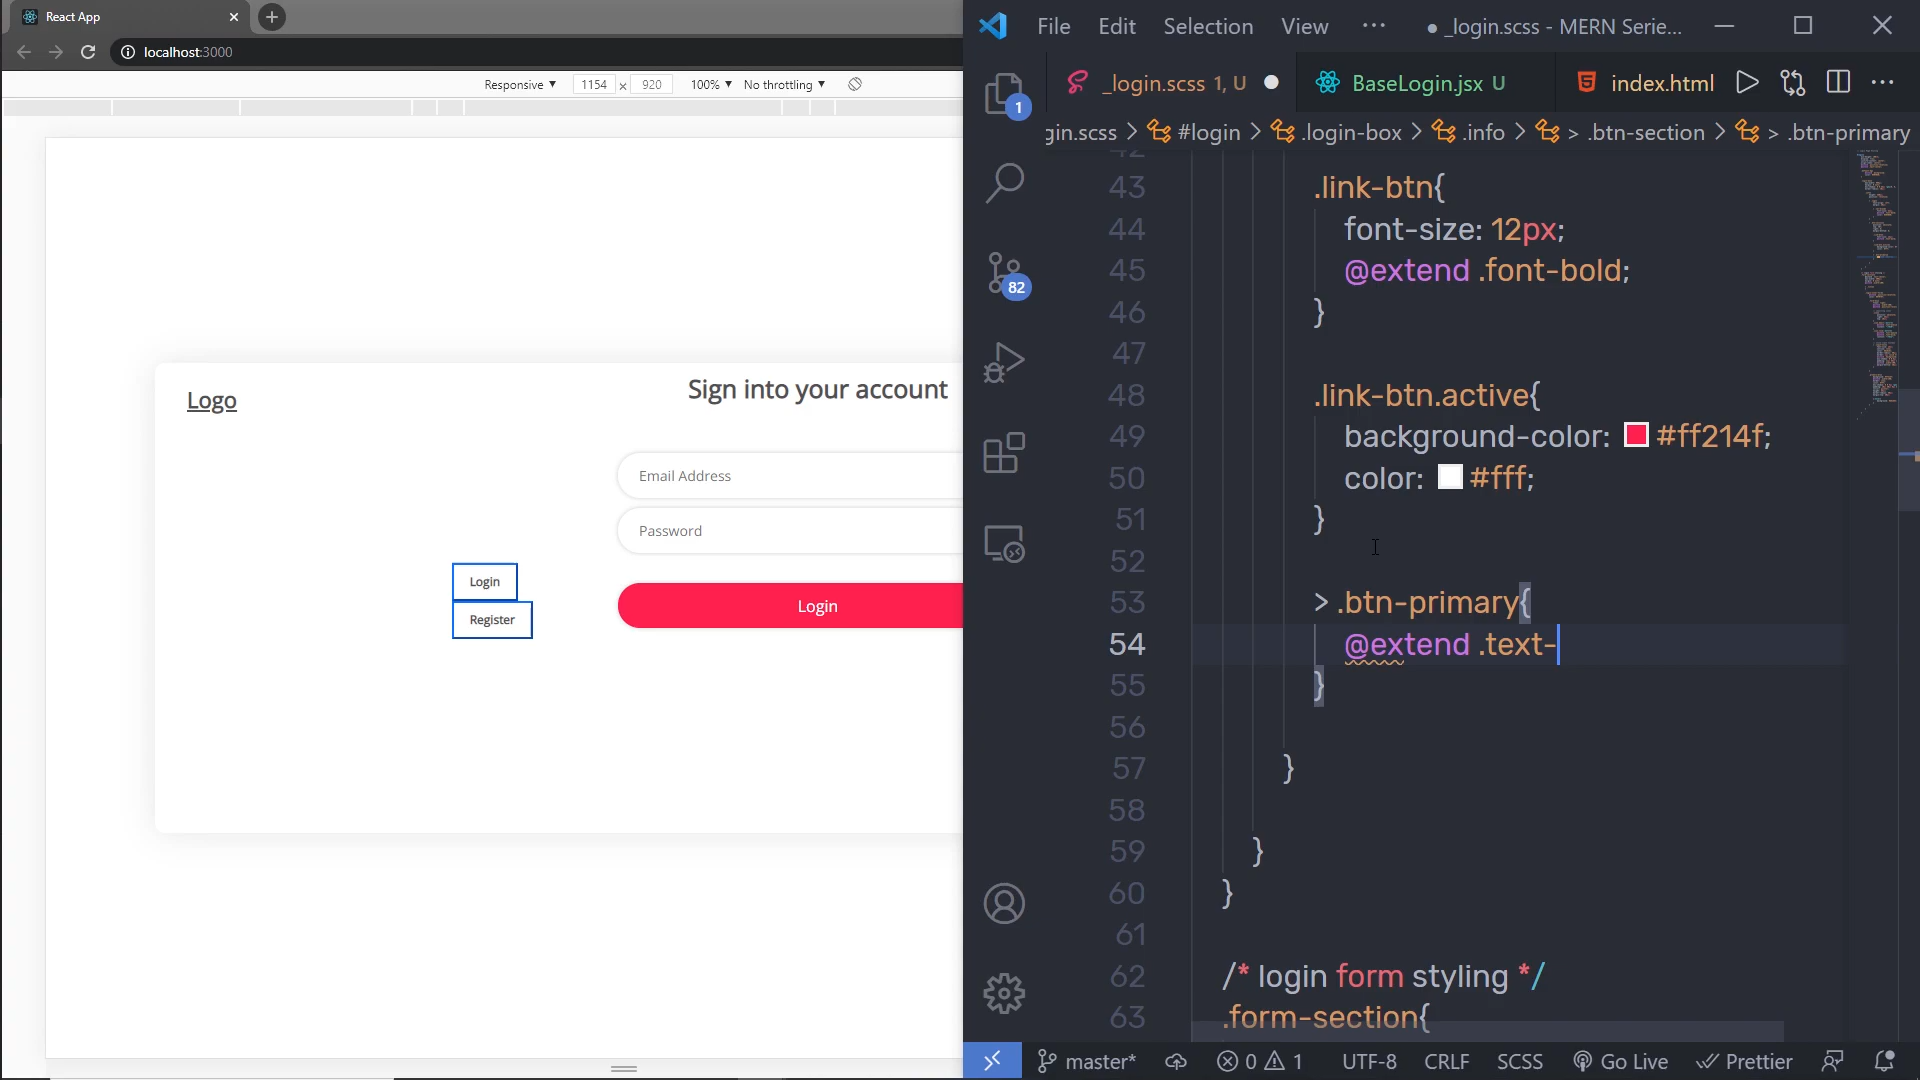 React App
localhost:3000
Responsive 1154 x 920 100% No throttling
Logo
Sign into your account
Email Address
Password
Login
Login
Register
File Edit Selection View ··· ● _login.scss - MERN Serie...
_login.scss 1, U
BaseLogin.jsx U
index.html
gin.scss > #login > .login-box > .info > > .btn-section > > .btn-primary
1
82
43 .link-btn{
44 font-size: 12px;
45 @extend .font-bold;
46 }
47
48 .link-btn.active{
49 background-color: #ff214f;
50 color: #fff;
51 }
52
53 > .btn-primary{
54 @extend .text-
55 }
56
57 }
58
59 }
60 }
61
62 /* login form styling */
63 .form-section{
master* 0 1 UTF-8 CRLF SCSS Go Live Prettier